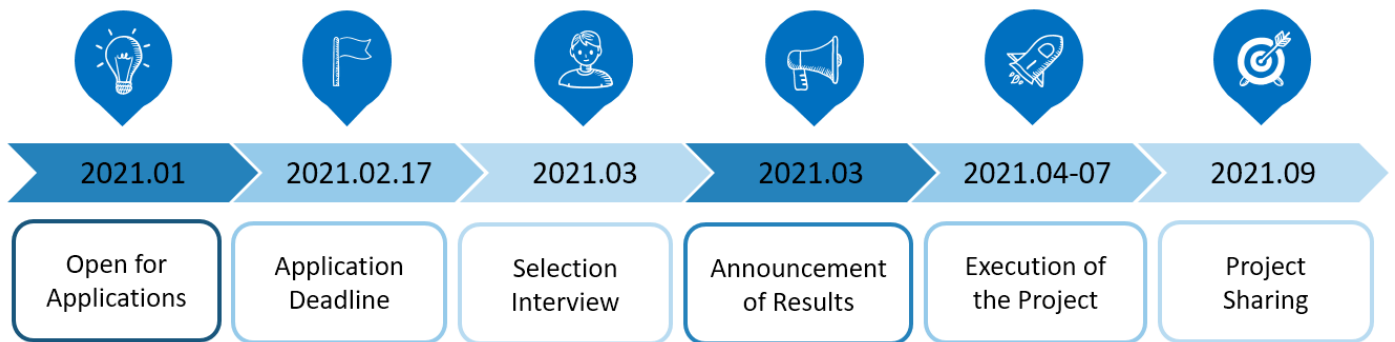 2021.01
2021.02.17
2021.03
2021.03
2021.04-07
2021.09
Open for
Applications
Application
Deadline
Selection
Interview
Announcement
of Results
Execution of
the Project
Project
Sharing